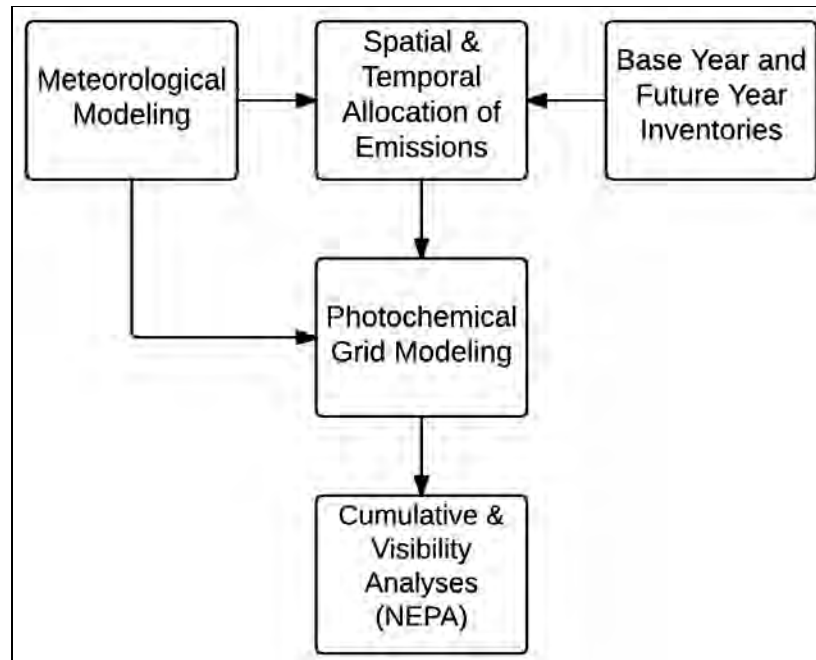 Meteorological
Modeling
Spatial &
Temporal
Allocation of
Emissions
Base Year and
Future Year
Inventories
Photochemical
Grid Modeling
Cumulative &
Visibility
Analyses
(NEPA)